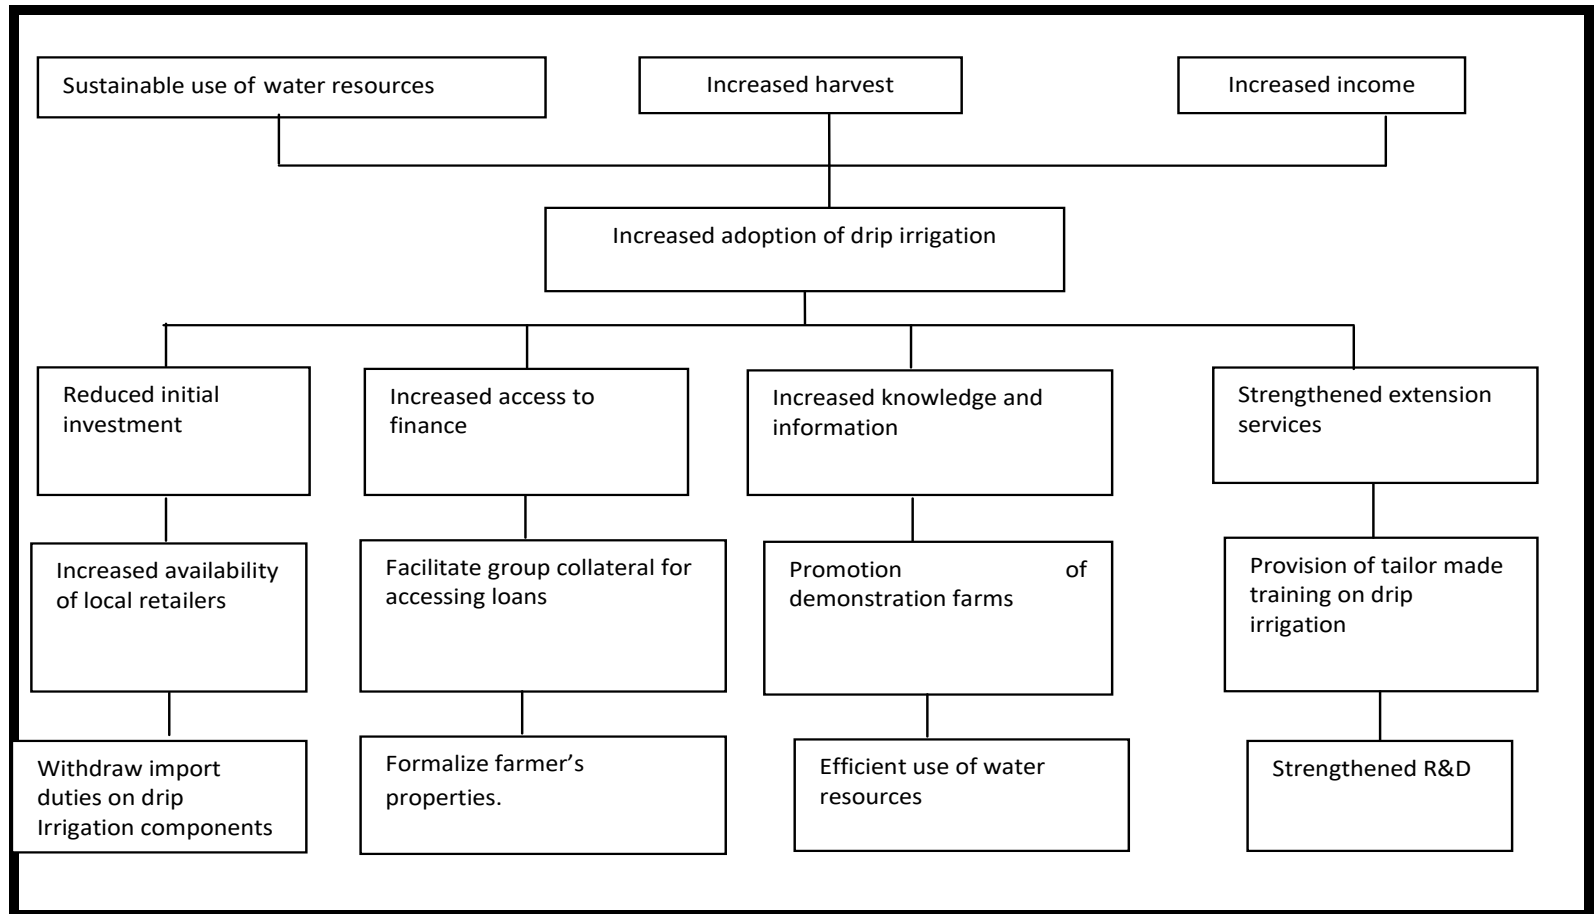 Sustainable use of water resources
Increased harvest
Increased income
Increased adoption of drip irrigation
Reduced initial
investment
Increased access to
finance
Increased knowledge and
information
Strengthened extension
services
Increased availability
of local retailers
Facilitate group collateral for
accessing loans
Promotion of
demonstration farms
Provision of tailor made
training on drip
irrigation
Withdraw import
duties on drip
Irrigation components
Formalize farmer’s
properties.
Efficient use of water
resources
Strengthened R&D